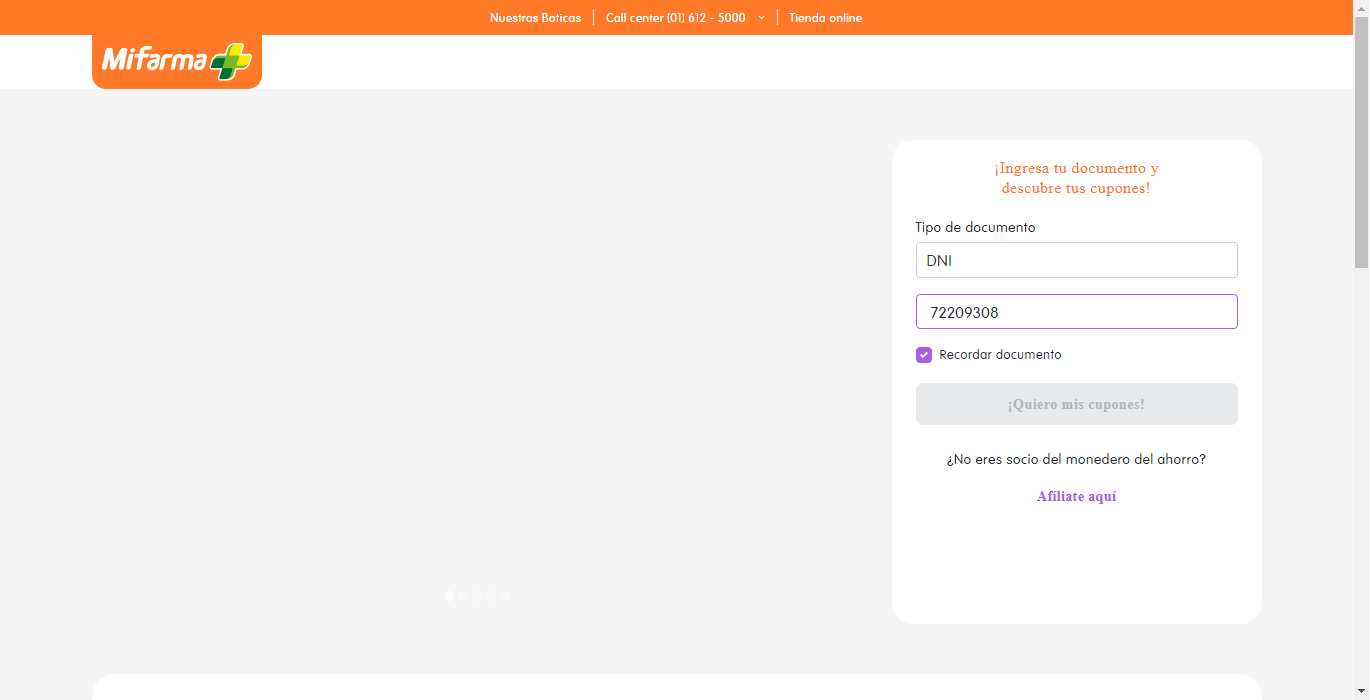 Nuestras Boticas
Call center (01) 612 - 5000
Tienda online
Mifarma
¡Ingresa tu documento y
descubre tus cupones!
Tipo de documento
DNI
72209308
Recordar documento
¡Quiero mis cupones!
¿No eres socio del monedero del ahorro?
Afíliate aquí